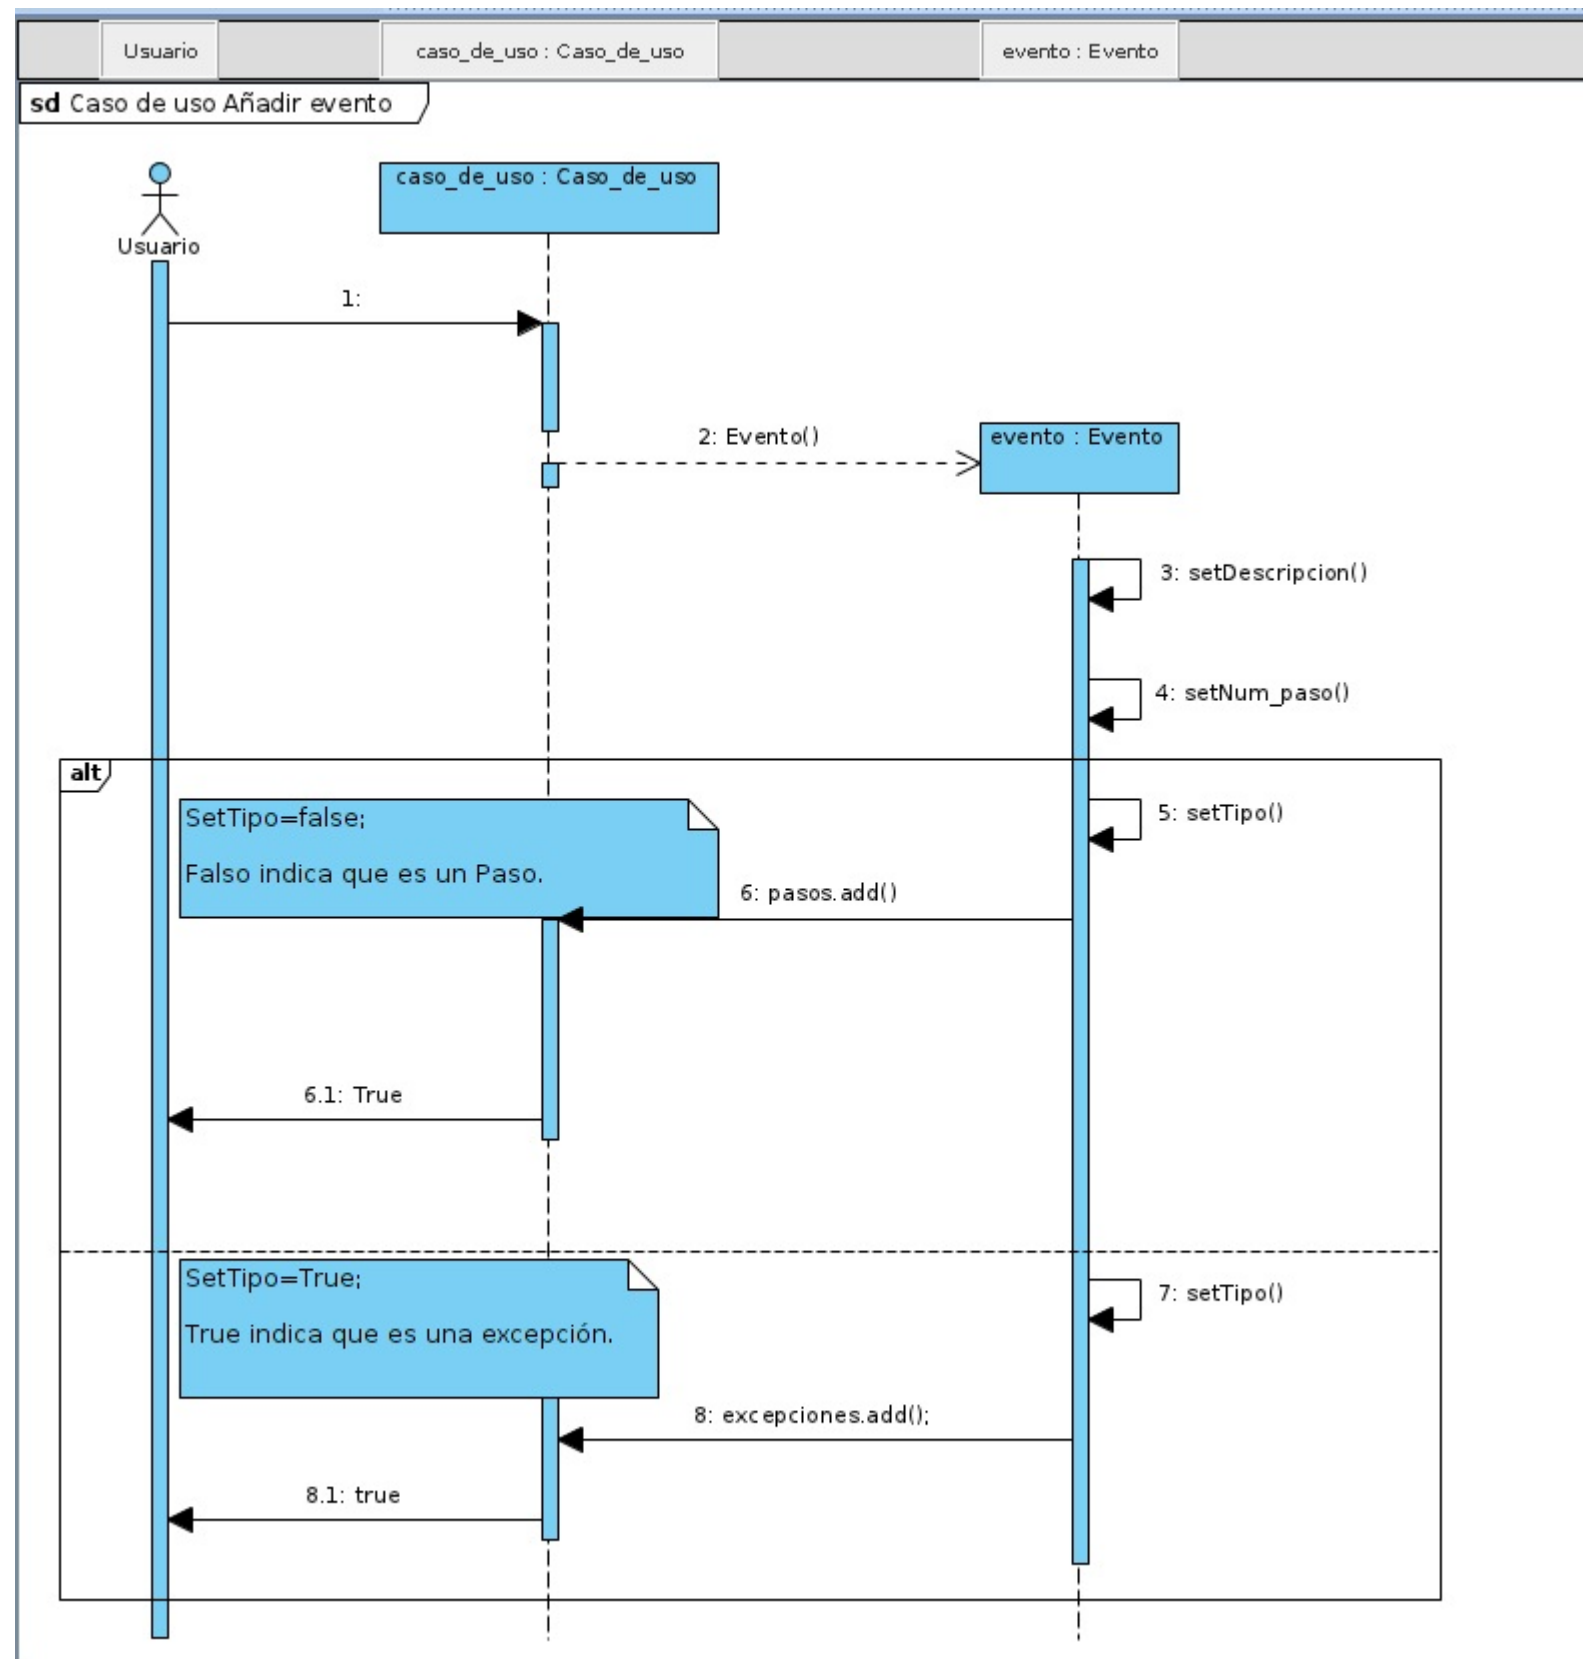 Usuario
caso_de_uso : Caso_de_uso
evento : Evento
sd Caso de uso Añadir evento
caso_de_uso : Caso_de_uso
Usuario
1:
2: Evento()
evento : Evento
3: setDescripcion()
4: setNum_paso()
alt
SetTipo=false;
5: setTipo()
Falso indica que es un Paso.
6: pasos.add()
6.1: True
SetTipo=True;
7: setTipo()
True indica que es una excepción.
8: excepciones.add();
8.1: true